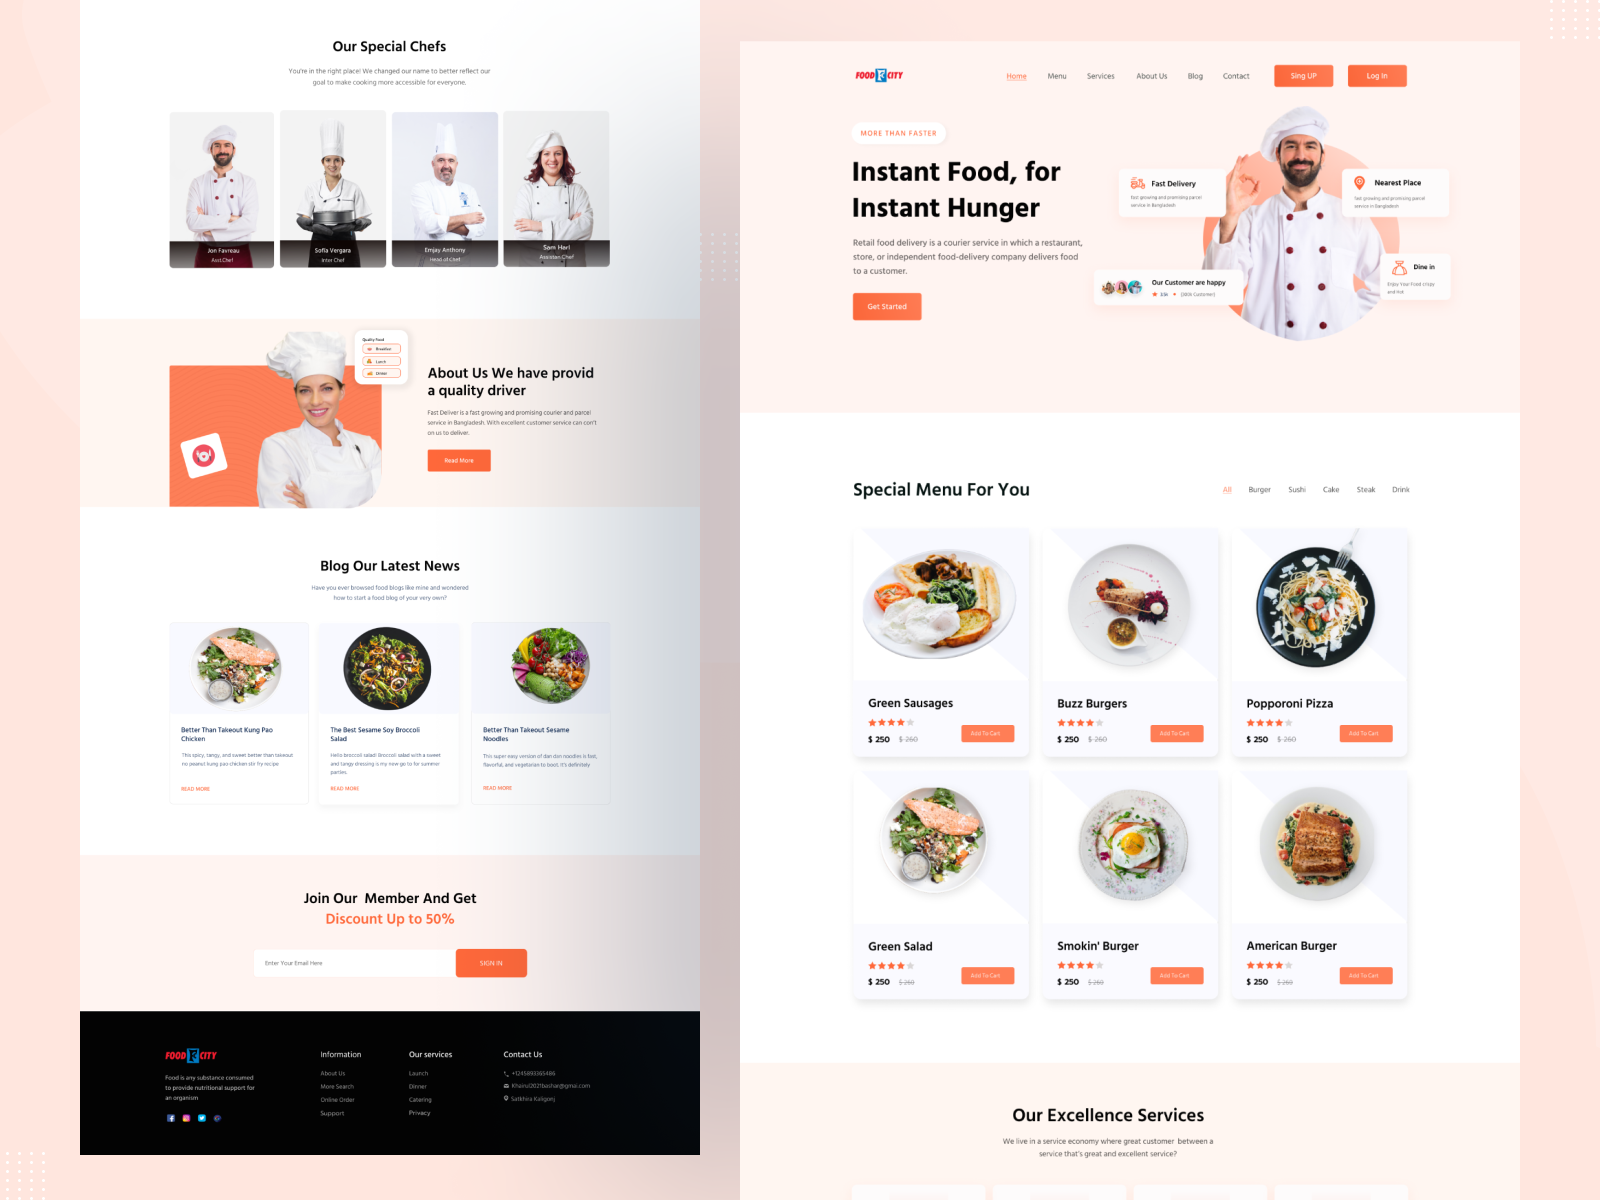 Our Special Chefs
You're in the right place! We changed our name to better reflect our
goal to make cooking more accessible for everyone.
Jon Favreau
Asst.Chef
Sofia Vergara
Inter Chef
Emjay Anthony
Head of Chef
Sam Harl
Assistan Chef
Quality Food
Breakfast
Lunch
Dinner
About Us We have provid
a quality driver
Fast Deliver is a fast growing and promising courier and parcel
service in Bangladesh. With excellent customer service can con't
on us to deliver.
Read More
Blog Our Latest News
Have you ever browsed food blogs like mine and wondered
how to start a food blog of your very own?
Better Than Takeout Kung Pao
Chicken
This spicy, tangy, and sweet better than takeout
no peanut kung pao chicken stir fry recipe
READ MORE
The Best Sesame Soy Broccoli
Salad
Hello broccoli salad! Broccoli salad with a sweet
and tangy dressing is my now go to for summer
parties.
READ MORE
Better Than Takeout Sesame
Noodles
This super easy version of dan dan noodles is fast,
flavorful, and vegetarian to boot. It's definitely
READ MORE
Join Our Member And Get
Discount Up to 50%
Enter Your Email Here
SIGN IN
FOOD CITY
Food is any substance consumed
to provide nutritional support for
an organism
Information
About Us
More Search
Online Order
Support
Our services
Launch
Dinner
Catering
Privacy
Contact Us
+1245893365486
Khairul2021bashar@gmai.com
Satkhira Kaligonj
FOOD CITY
Home
Menu
Services
About Us
Blog
Contact
Sing UP
Log In
MORE THAN FASTER
Instant Food, for
Instant Hunger
Retail food delivery is a courier service in which a restaurant,
store, or independent food-delivery company delivers food
to a customer.
Get Started
Fast Delivery
fast growing and promising parcel
service in Bangladesh
Nearest Place
fast growing and promising parcel
service in Bangladesh
Dine in
Enjoy Your Food crispy
and hot
Our Customer are happy
Customer)
Special Menu For You
All
Burger
Sushi
Cake
Steak
Drink
Green Sausages
$ 250 $ 260
Add To Cart
Buzz Burgers
$ 250 $ 260
Add To Cart
Popporoni Pizza
$ 250 $ 260
Add To Cart
Green Salad
$ 250 $ 260
Add To Cart
Smokin' Burger
$ 250 $ 260
Add To Cart
American Burger
$ 250 $ 260
Add To Cart
Our Excellence Services
We live in a service economy where great customer between a
service that's great and excellent service?